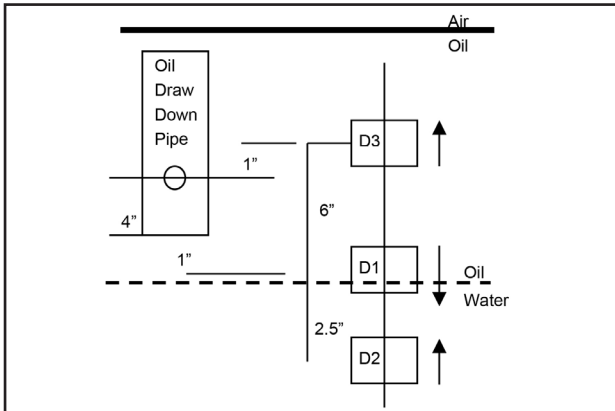 Air
Oil
Oil
Draw
Down
Pipe
D3
1”
6”
4”
1”
D1
Oil
Water
2.5”
D2